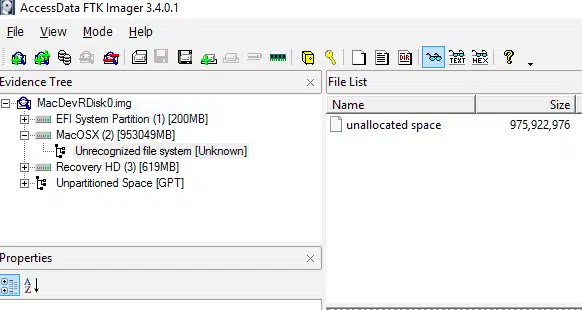 AccessData FTK Imager 3.4.0.1
File View Mode Help
TEXT HEX ?
Evidence Tree
File List
MacDevRDisk0.img
EFI System Partition (1) [200MB]
MacOSX (2) [953049MB]
Unrecognized file system [Unknown]
Recovery HD (3) [619MB]
Unpartitioned Space [GPT]
Name Size
unallocated space 975,922,976
Properties
A
Z